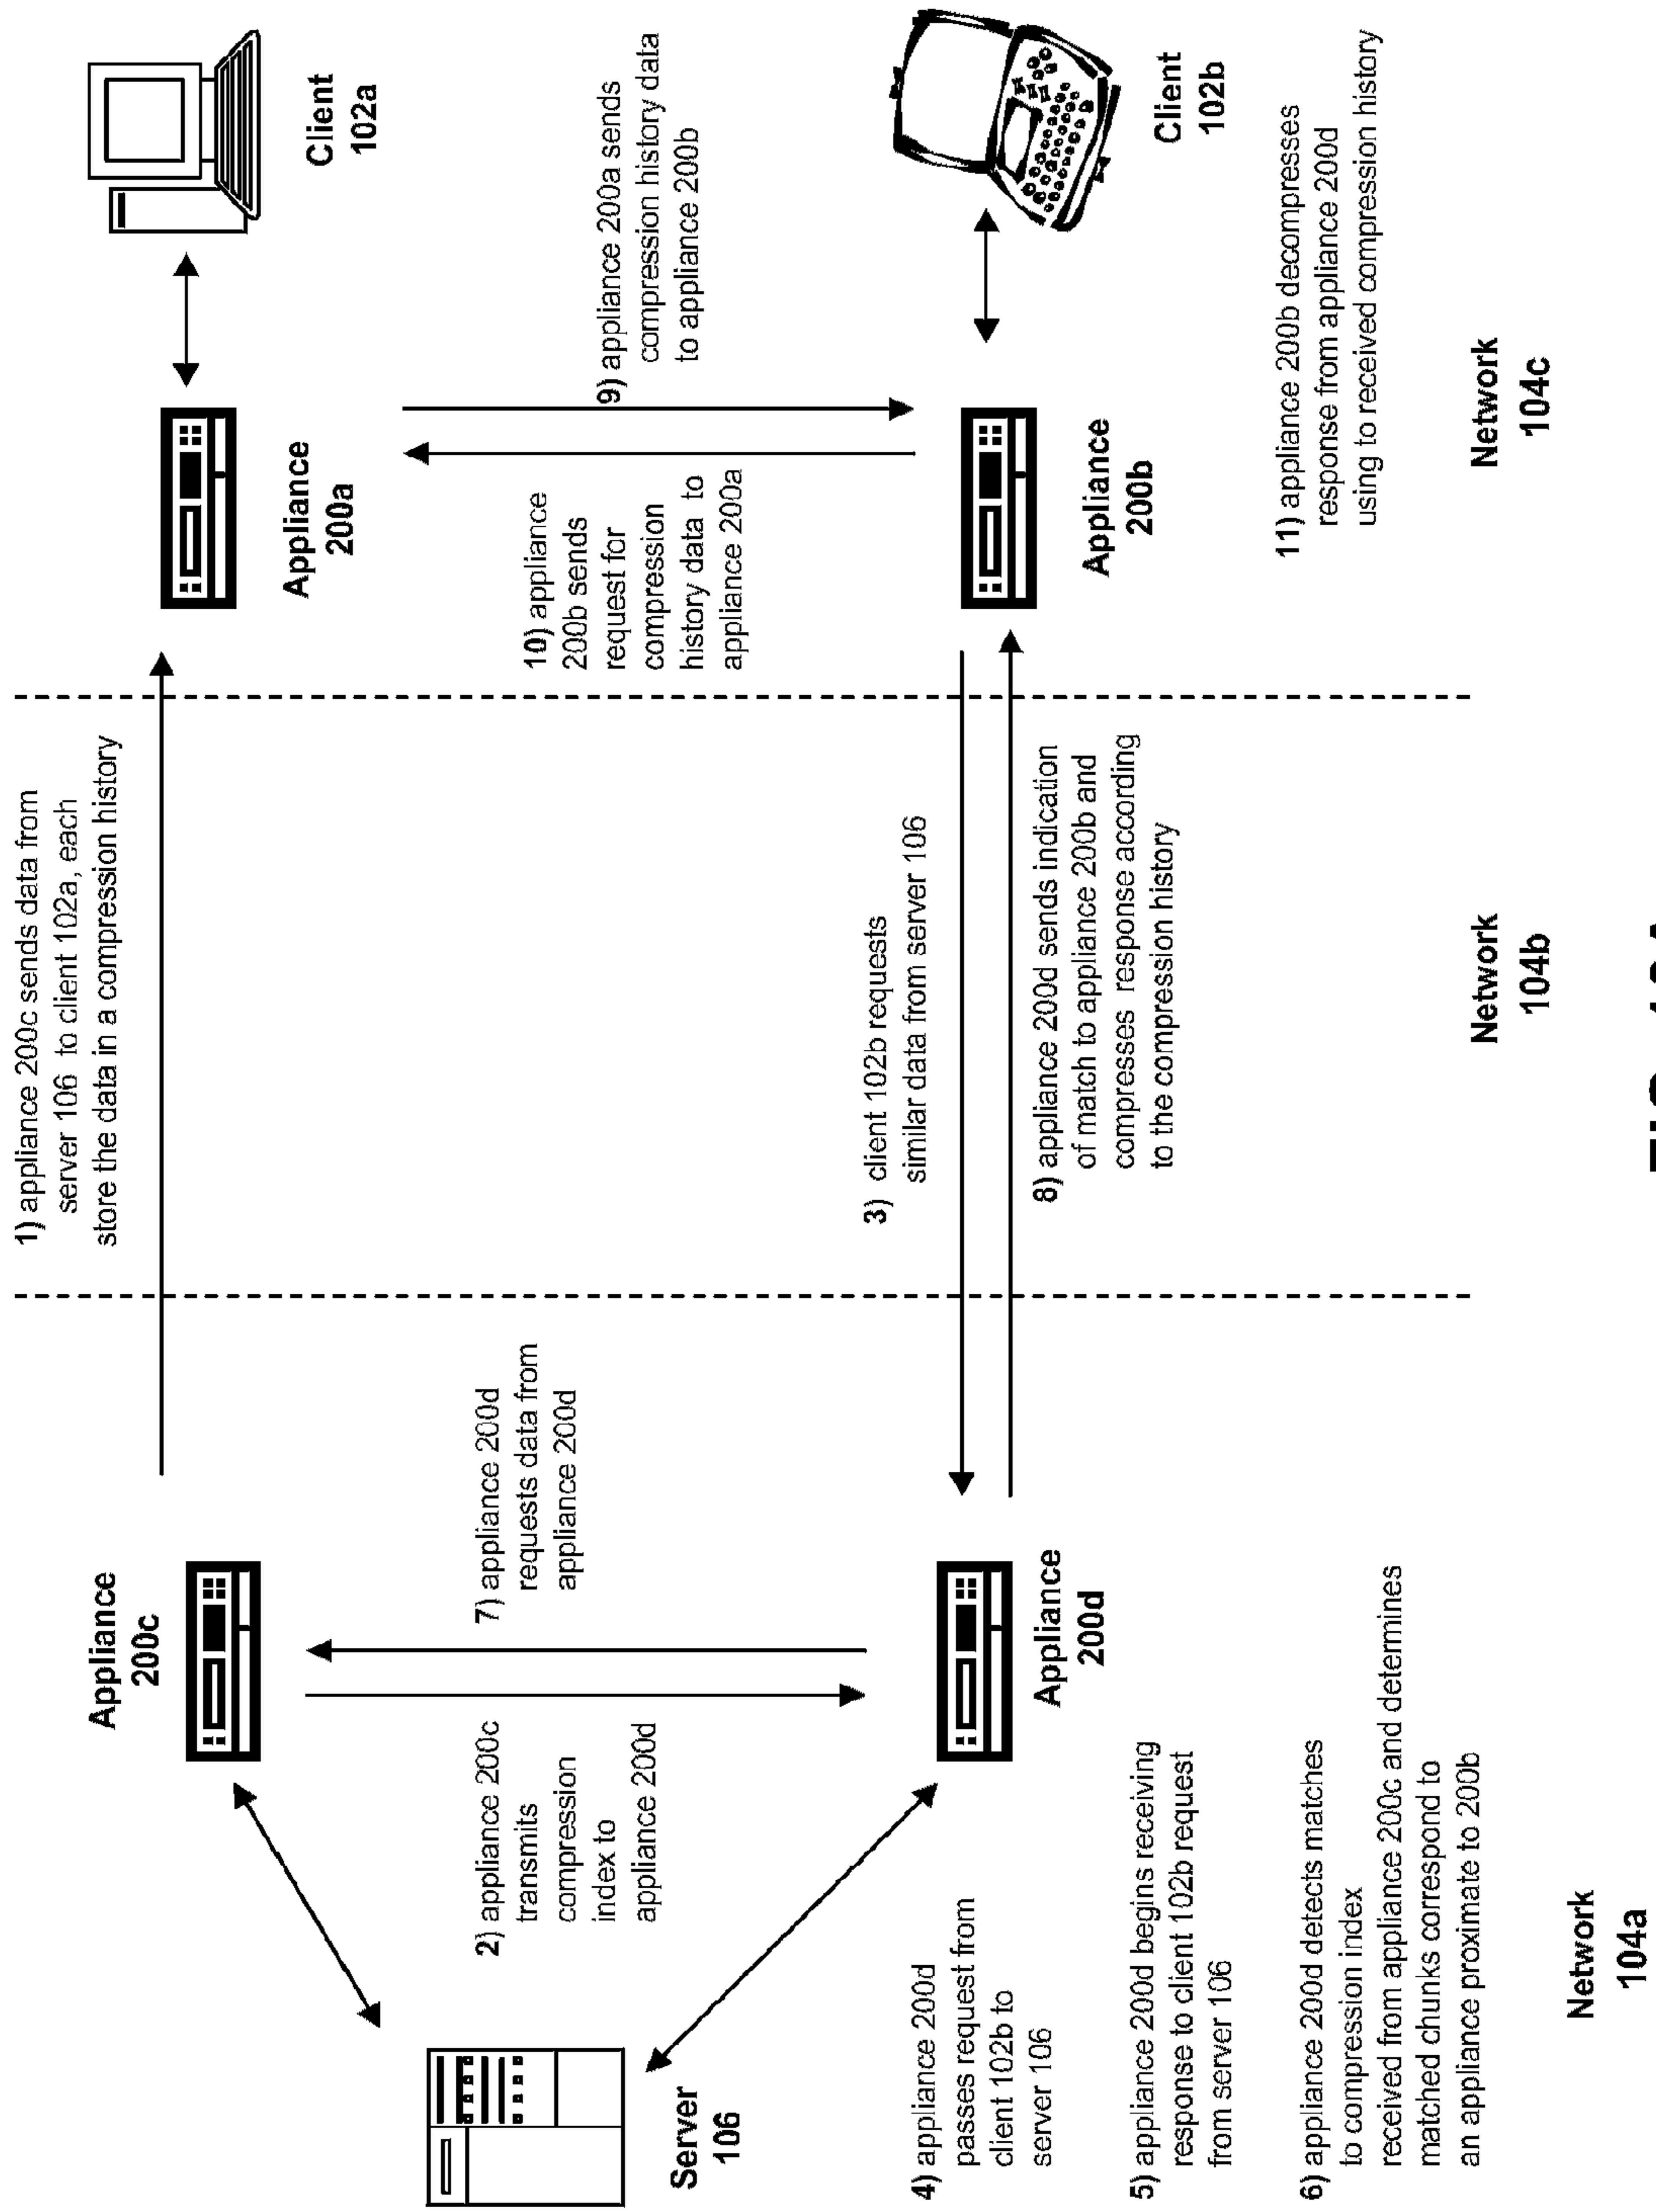 1) appliance 200c sends data from
server 106 to client 102a, each
store the data in a compression history
Appliance
200c
Appliance
200a
Client
102a
2) appliance 200c
transmits
compression
index to
appliance 200d
7) appliance 200d
requests data from
appliance 200d
10) appliance
200b sends
request for
compression
history data to
appliance 200a
9) appliance 200a sends
compression history data
to appliance 200b
Server
106
3) client 102b requests
similar data from server 106
4) appliance 200d
passes request from
client 102b to
server 106
Appliance
200d
8) appliance 200d sends indication
of match to appliance 200b and
compresses response according
to the compression history
Appliance
200b
Client
102b
5) appliance 200d begins receiving
response to client 102b request
from server 106
6) appliance 200d detects matches
to compression index
received from appliance 200c and determines
matched chunks correspond to
an appliance proximate to 200b
11) appliance 200b decompresses
response from appliance 200d
using to received compression history
Network
104a
Network
104b
Network
104c